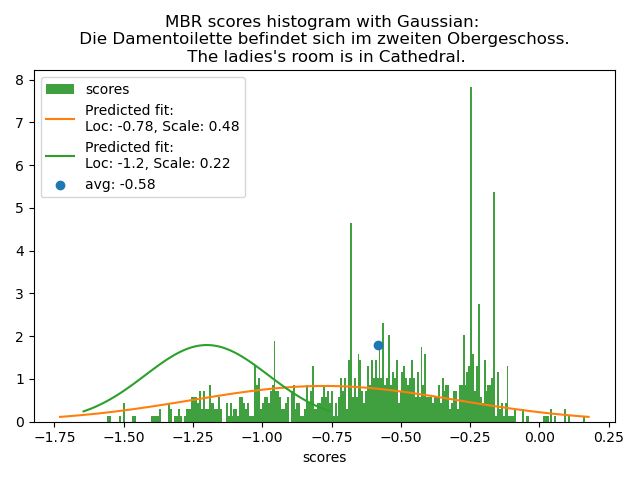 MBR scores histogram with Gaussian:
Die Damentoilette befindet sich im zweiten Obergeschoss.
The ladies's room is in Cathedral.
scores
Predicted fit:
Loc: -0.78, Scale: 0.48
Predicted fit:
Loc: -1.2, Scale: 0.22
avg: -0.58
8
7
6
5
4
3
2
1
0
−1.75 −1.50 −1.25 −1.00 −0.75 −0.50 −0.25 0.00 0.25
scores